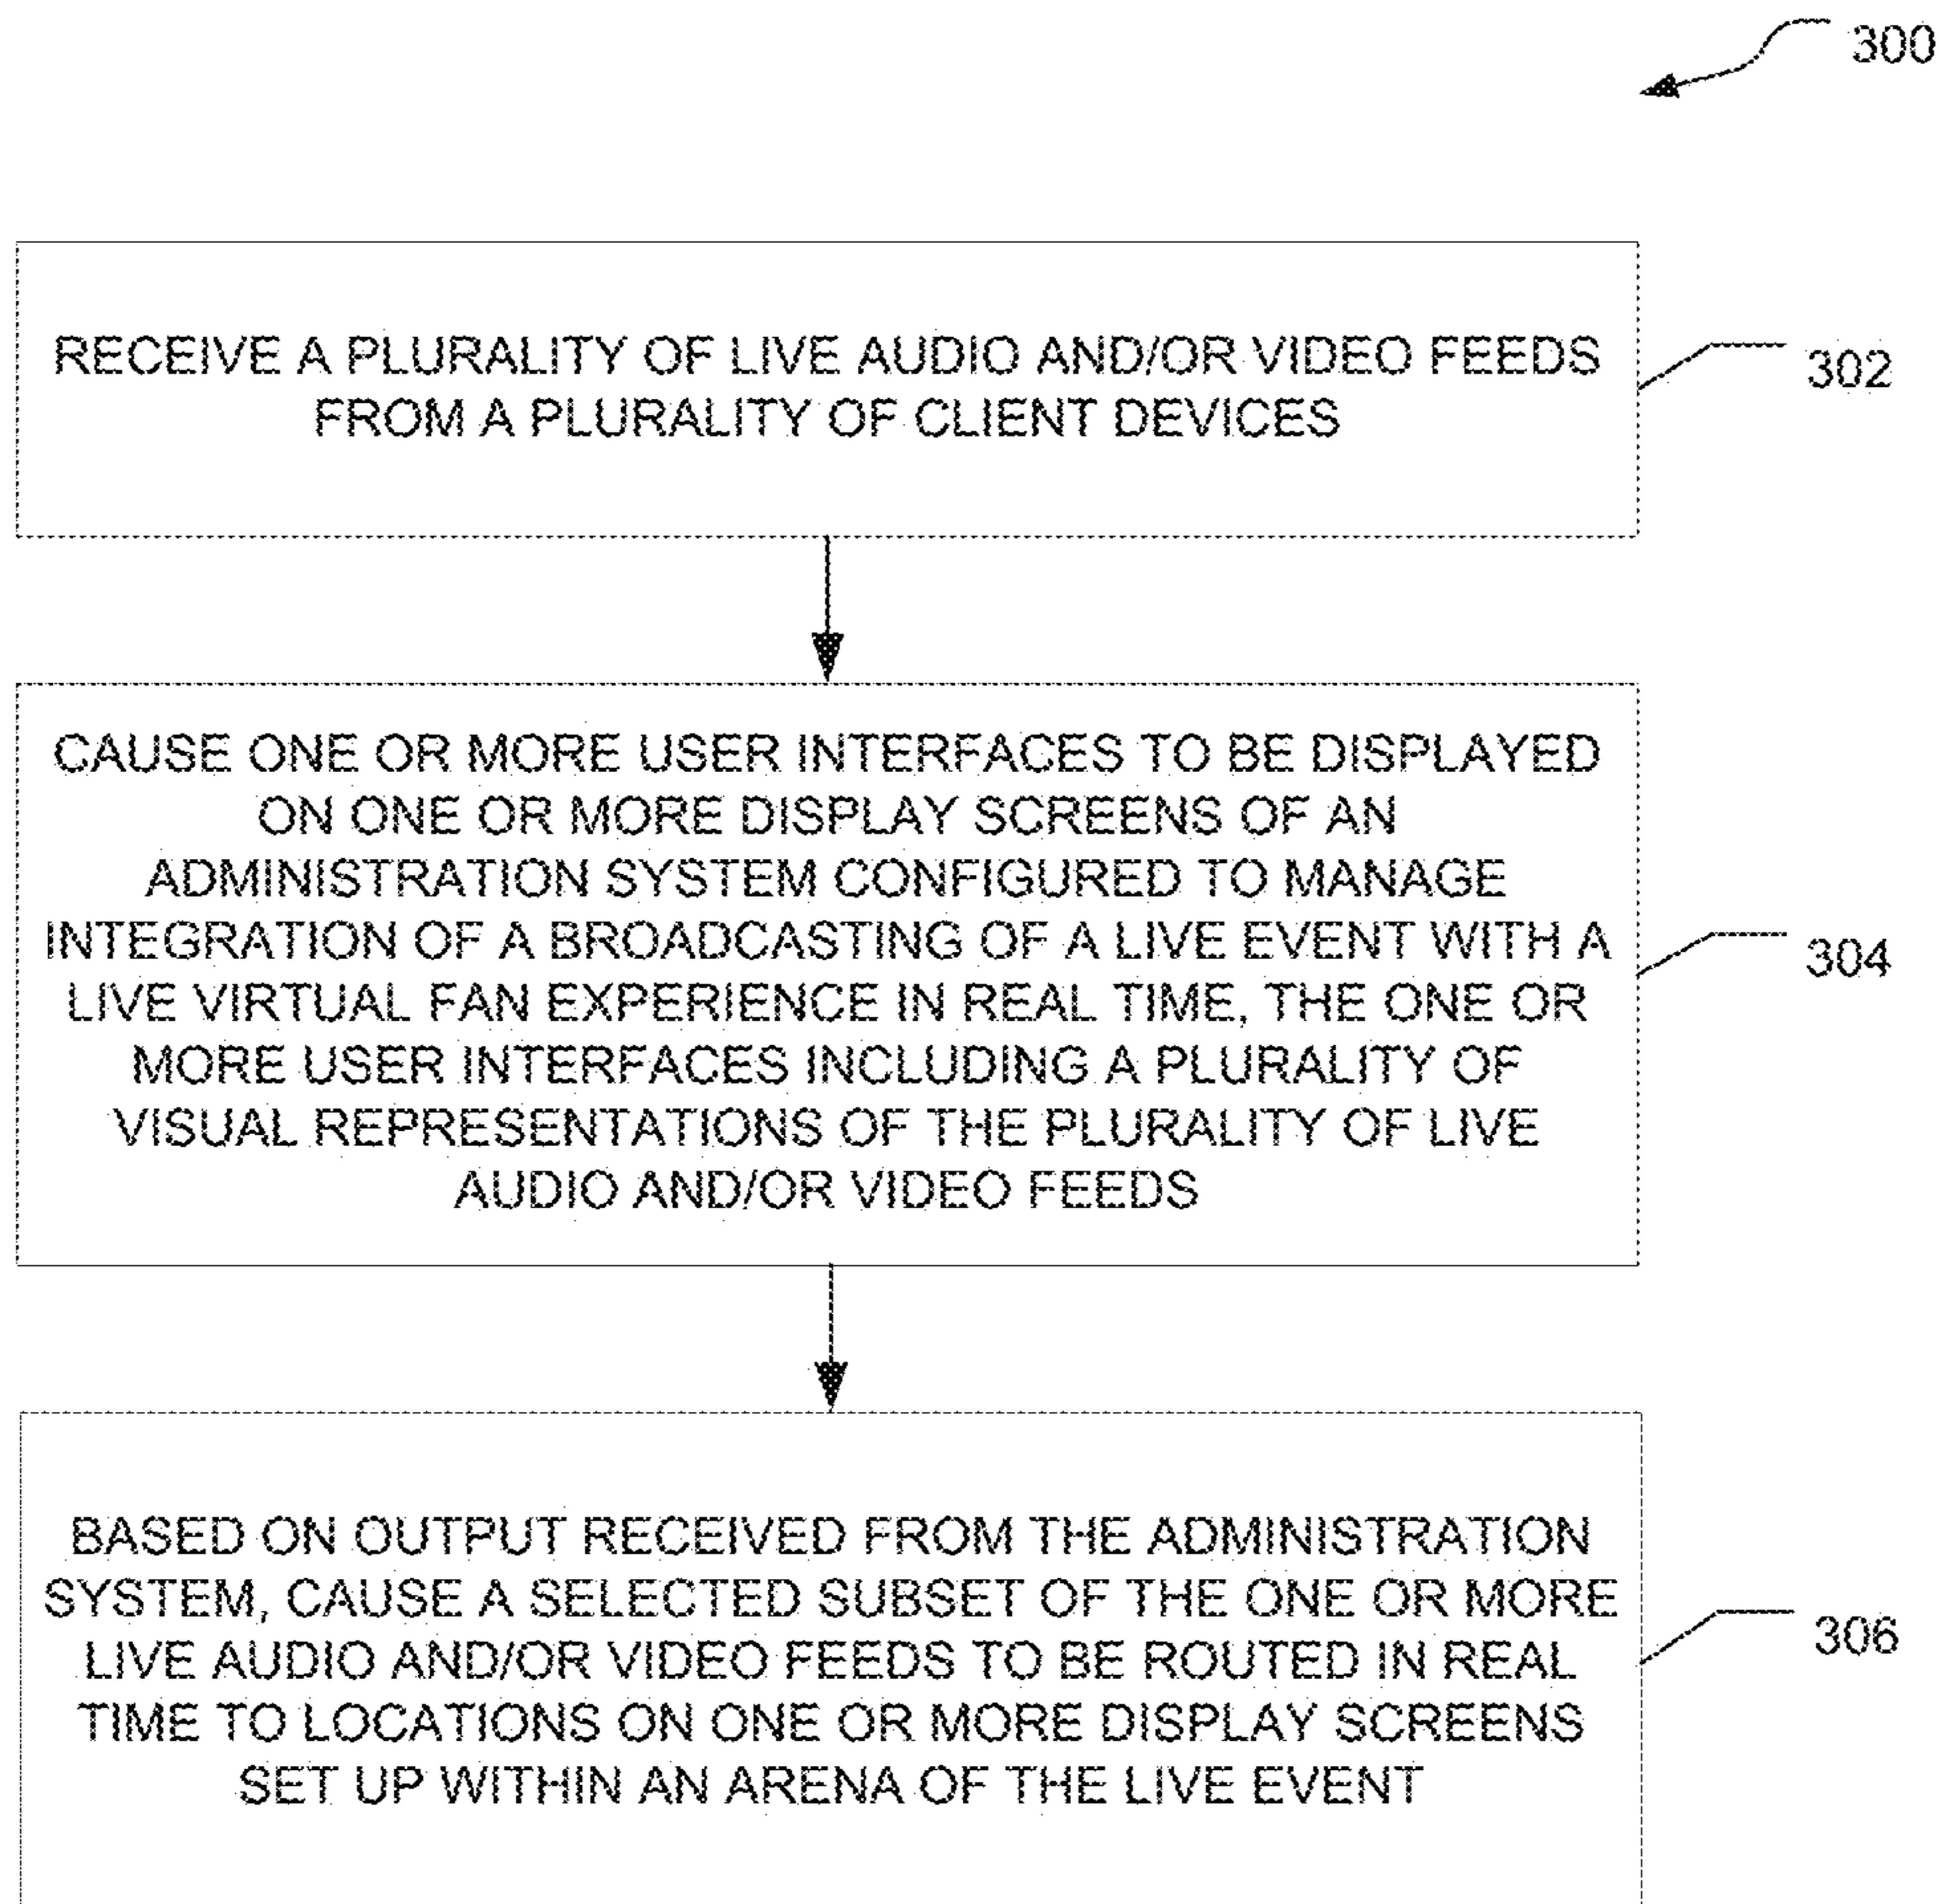 300
RECEIVE A PLURALITY OF LIVE AUDIO AND/OR VIDEO FEEDS
FROM A PLURALITY OF CLIENT DEVICES
302
CAUSE ONE OR MORE USER INTERFACES TO BE DISPLAYED
ON ONE OR MORE DISPLAY SCREENS OF AN
ADMINISTRATION SYSTEM CONFIGURED TO MANAGE
INTEGRATION OF A BROADCASTING OF A LIVE EVENT WITH A
LIVE VIRTUAL FAN EXPERIENCE IN REAL TIME, THE ONE OR
MORE USER INTERFACES INCLUDING A PLURALITY OF
VISUAL REPRESENTATIONS OF THE PLURALITY OF LIVE
AUDIO AND/OR VIDEO FEEDS
304
BASED ON OUTPUT RECEIVED FROM THE ADMINISTRATION
SYSTEM, CAUSE A SELECTED SUBSET OF THE ONE OR MORE
LIVE AUDIO AND/OR VIDEO FEEDS TO BE ROUTED IN REAL
TIME TO LOCATIONS ON ONE OR MORE DISPLAY SCREENS
SET UP WITHIN AN ARENA OF THE LIVE EVENT
306